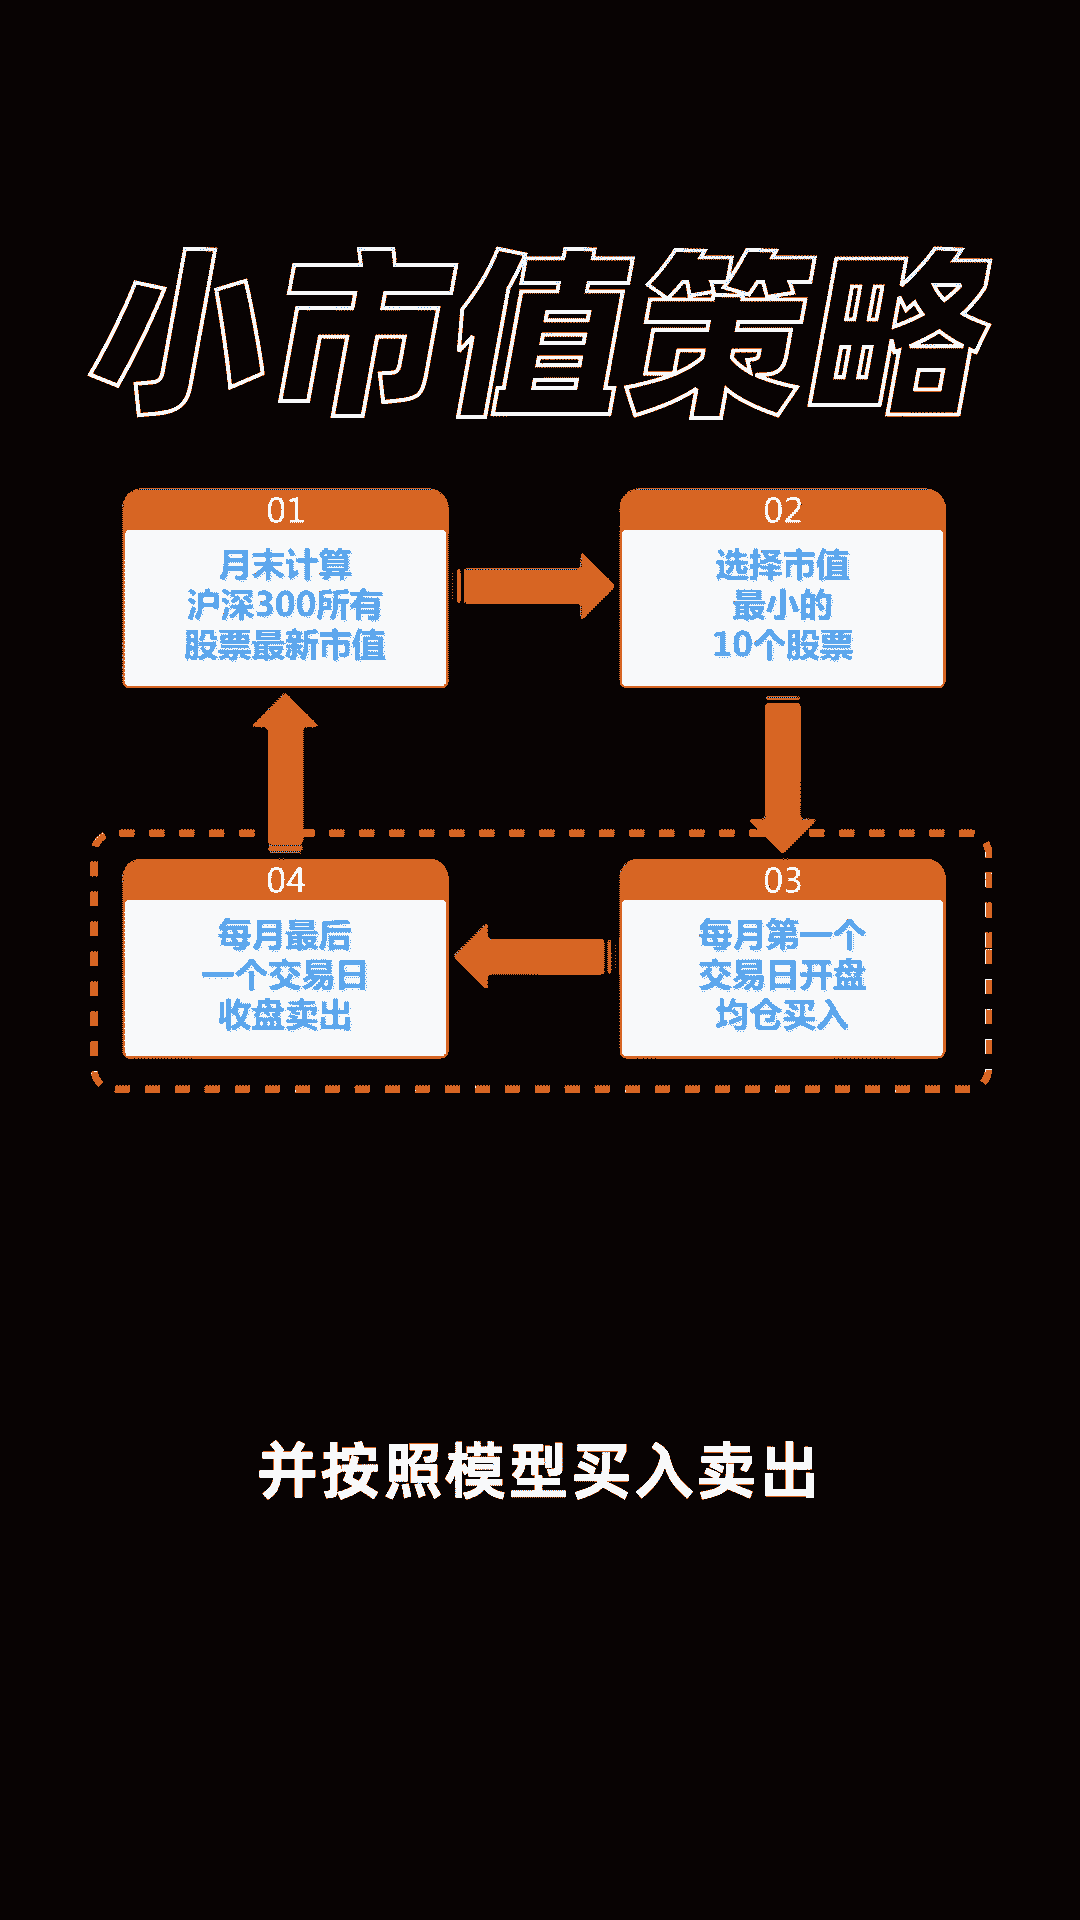 小市值策略
01
月末计算
沪深300所有
股票最新市值
02
选择市值
最小的
10个股票
03
每月第一个
交易日开盘
均仓买入
04
每月最后
一个交易日
收盘卖出
并按照模型买入卖出